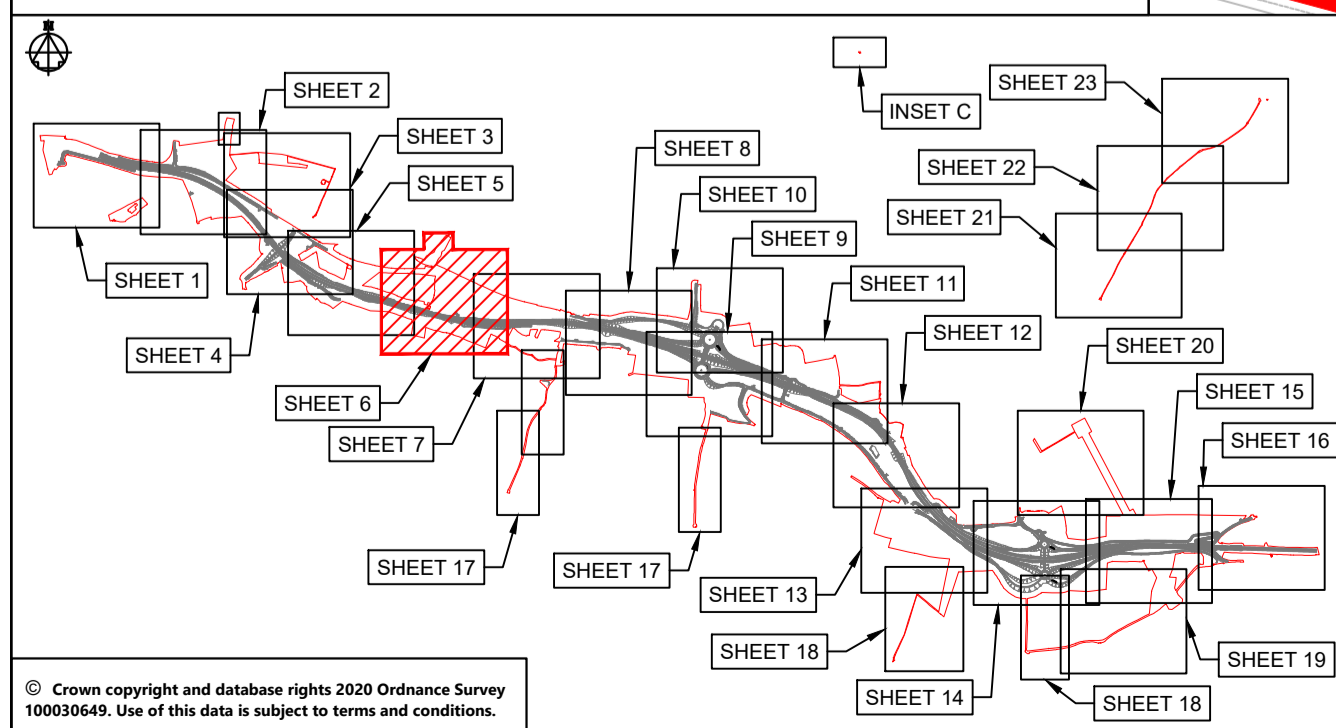 N
SHEET 2
SHEET 3
SHEET 5
SHEET 1
SHEET 4
SHEET 6
SHEET 7
SHEET 8
SHEET 10
SHEET 9
SHEET 11
SHEET 12
INSET C
SHEET 23
SHEET 22
SHEET 21
SHEET 20
SHEET 15
SHEET 16
SHEET 17
SHEET 17
SHEET 13
SHEET 18
SHEET 14
SHEET 18
SHEET 19
© Crown copyright and database rights 2020 Ordnance Survey
100030649. Use of this data is subject to terms and conditions.